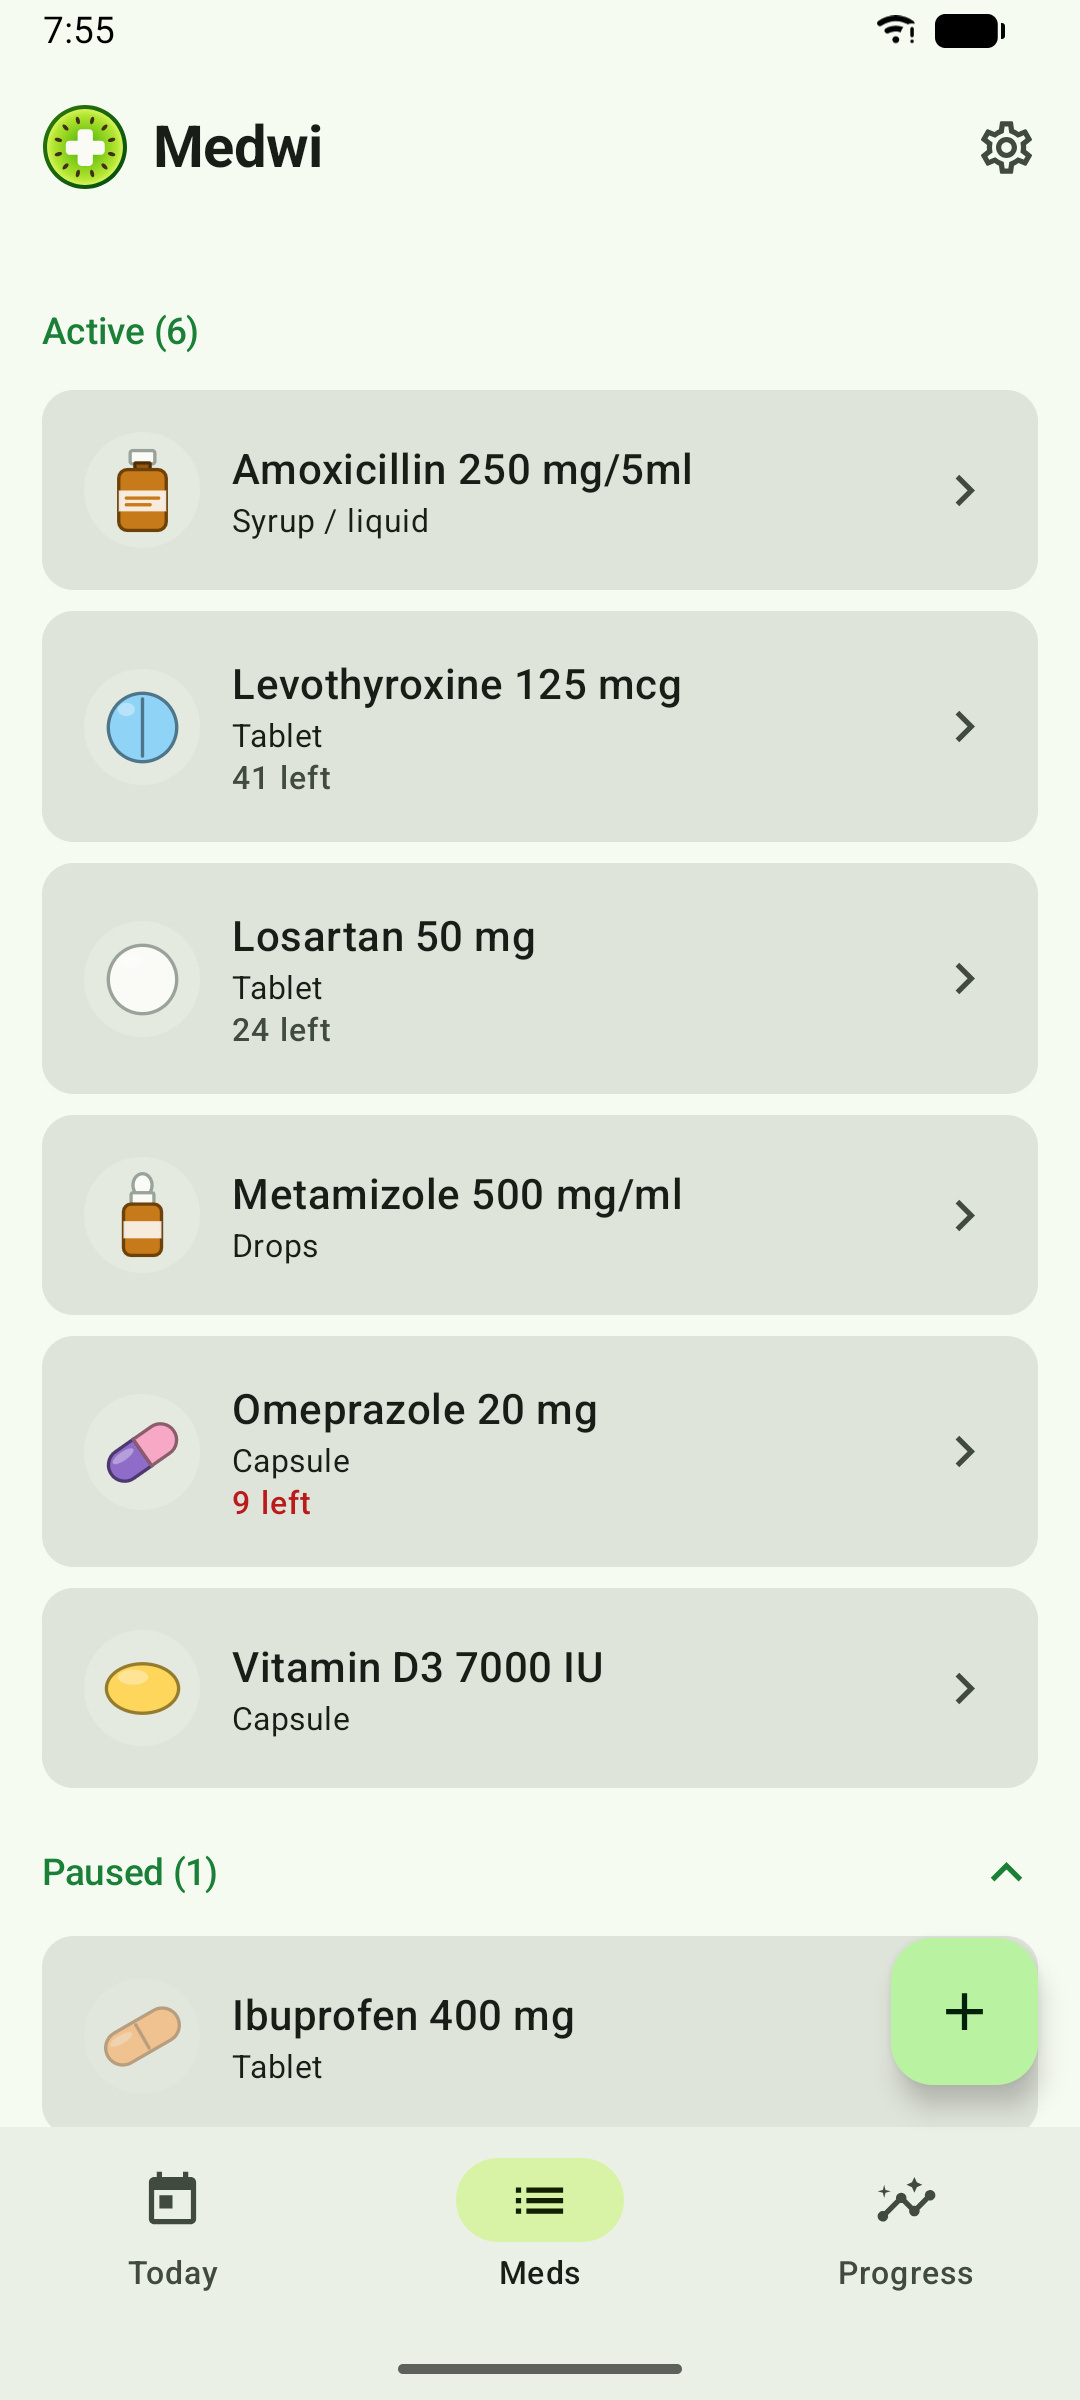 7:55
Medwi
Active (6)
Amoxicillin 250 mg/5ml
Syrup / liquid
Levothyroxine 125 mcg
Tablet
41 left
Losartan 50 mg
Tablet
24 left
Metamizole 500 mg/ml
Drops
Omeprazole 20 mg
Capsule
9 left
Vitamin D3 7000 IU
Capsule
Paused (1)
Ibuprofen 400 mg
Tablet
Today
Meds
Progress